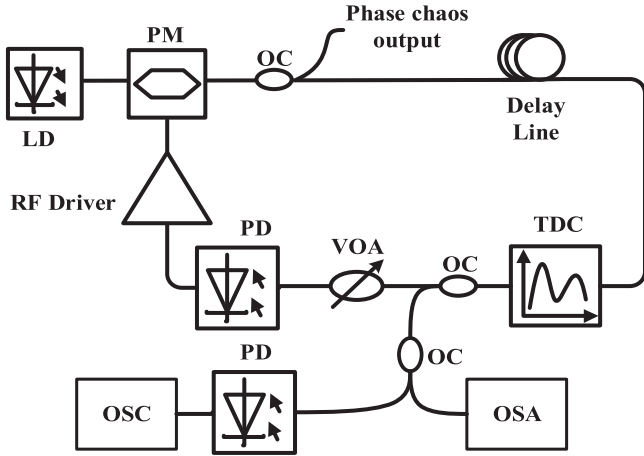 Phase chaos
output
PM
OC
LD
Delay
Line
RF Driver
PD
VOA
OC
TDC
OC
PD
OSC
OSA